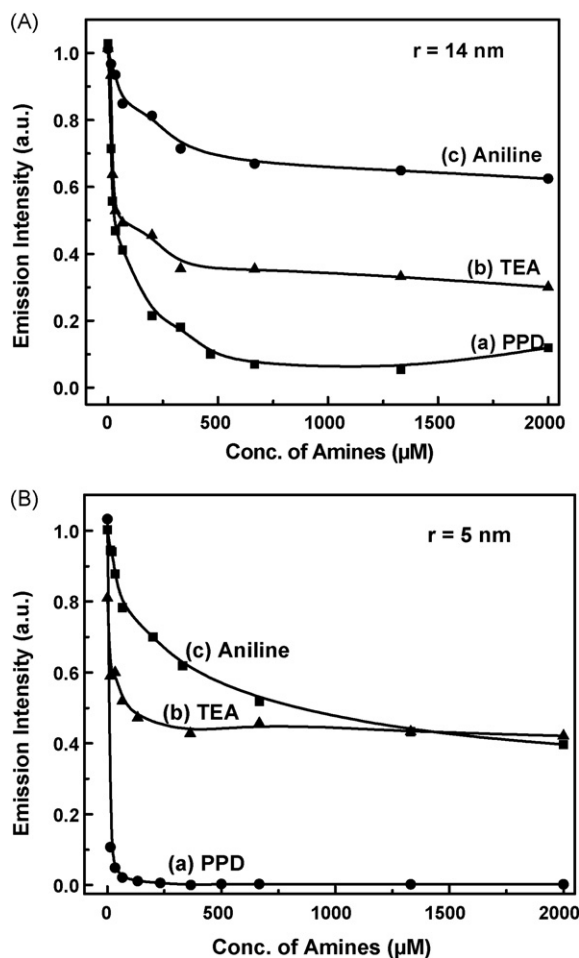 (A)
r = 14 nm
1.0
0.8
0.6
0.4
0.2
0.0
Emission Intensity (a.u.)
(c) Aniline
(b) TEA
(a) PPD
0
500
1000
1500
2000
Conc. of Amines (µM)
(B)
r = 5 nm
1.0
0.8
0.6
0.4
0.2
0.0
Emission Intensity (a.u.)
(c) Aniline
(b) TEA
(a) PPD
0
500
1000
1500
2000
Conc. of Amines (µM)